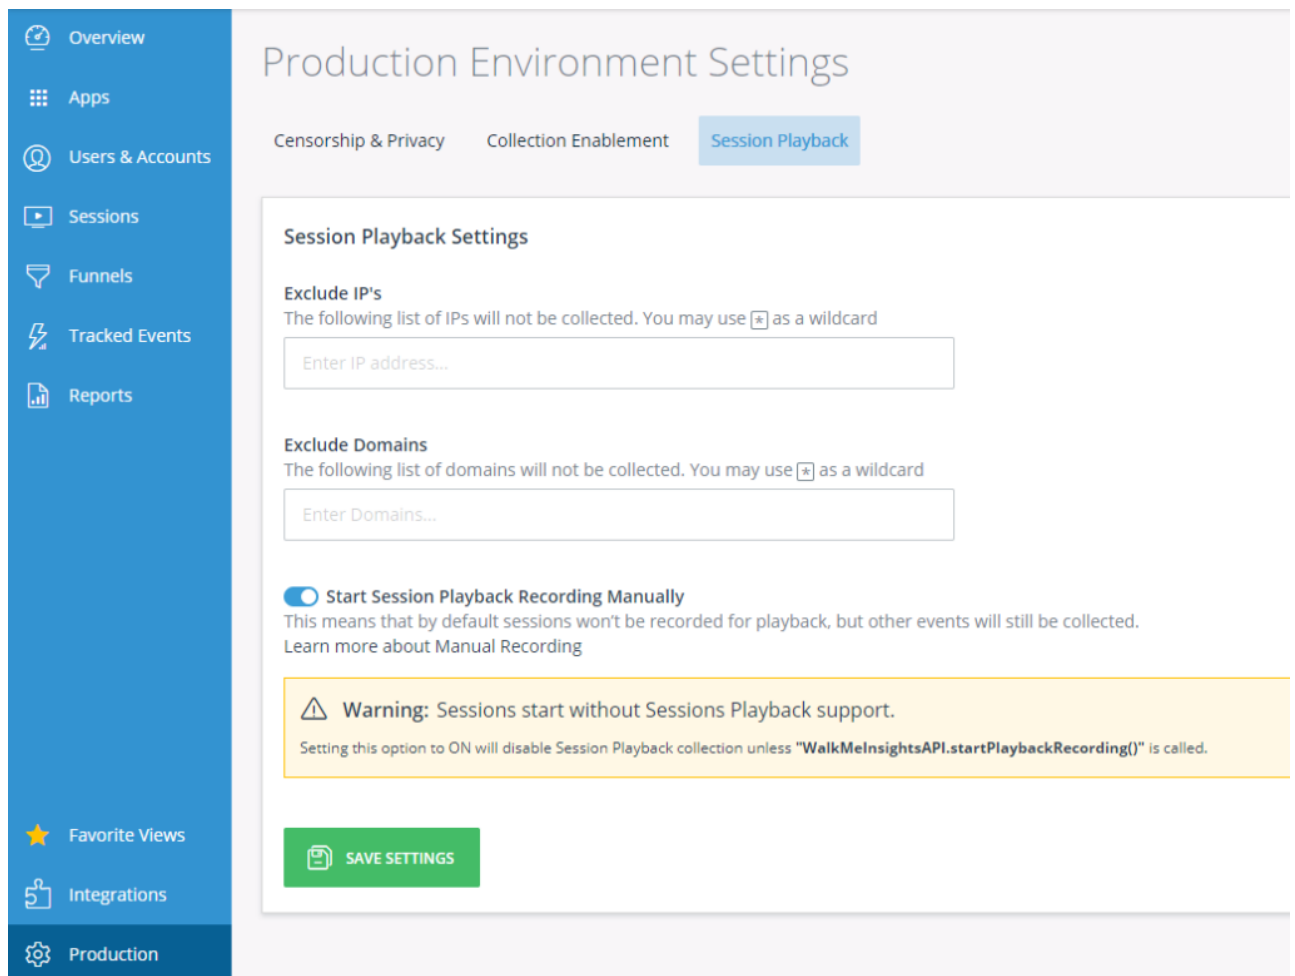 Overview
Apps
Users & Accounts
Sessions
Funnels
Tracked Events
Reports
Favorite Views
Integrations
Production
Production Environment Settings
Censorship & Privacy
Collection Enablement
Session Playback
Session Playback Settings
Exclude IP's
The following list of IPs will not be collected. You may use * as a wildcard
Enter IP address...
Exclude Domains
The following list of domains will not be collected. You may use * as a wildcard
Enter Domains...
Start Session Playback Recording Manually
This means that by default sessions won't be recorded for playback, but other events will still be collected.
Learn more about Manual Recording
Warning: Sessions start without Sessions Playback support.
Setting this option to ON will disable Session Playback collection unless "WalkMeInsightsAPI.startPlaybackRecording()" is called.
SAVE SETTINGS